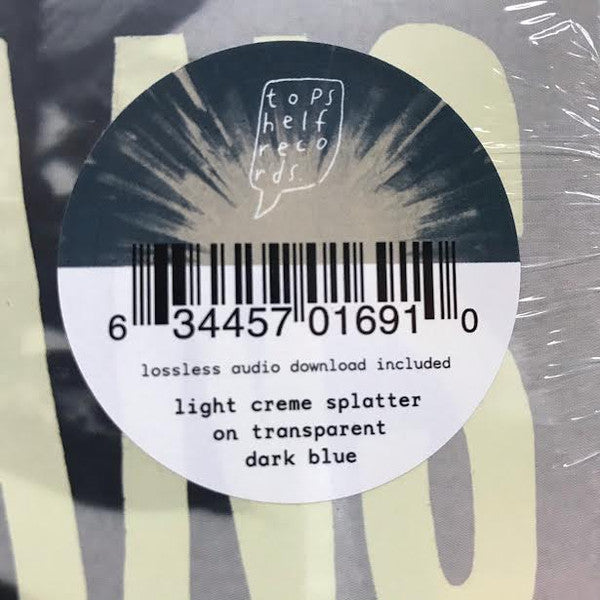 tops
helf
reco
rds.
6 34457 01691 0
lossless audio download included
light creme splatter
on transparent
dark blue